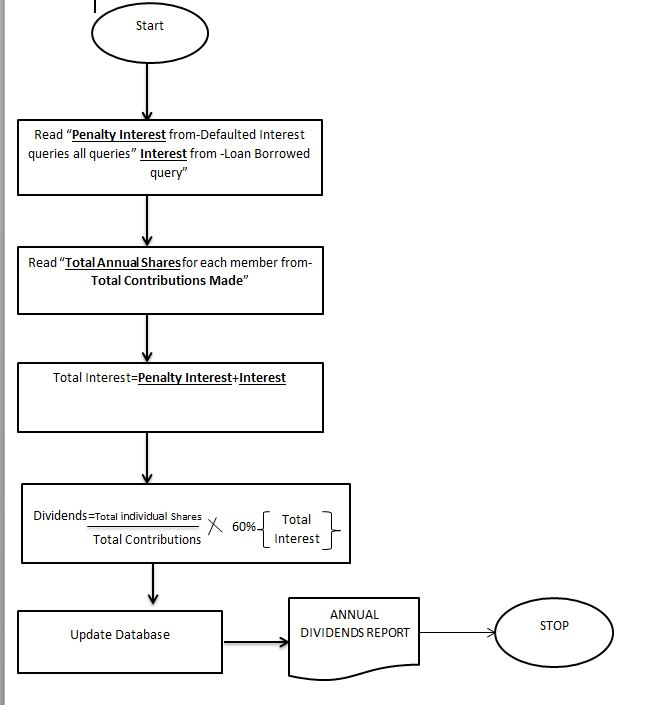 Start
Read “Penalty Interest from-Defaulted Interest
queries all queries” Interest from -Loan Borrowed
query”
Read “Total Annual Shares for each member from-
Total Contributions Made”
Total Interest=Penalty Interest+Interest
Dividends=Total individual Shares
Total Contributions
60%
Total
Interest
Update Database
ANNUAL
DIVIDENDS REPORT
STOP